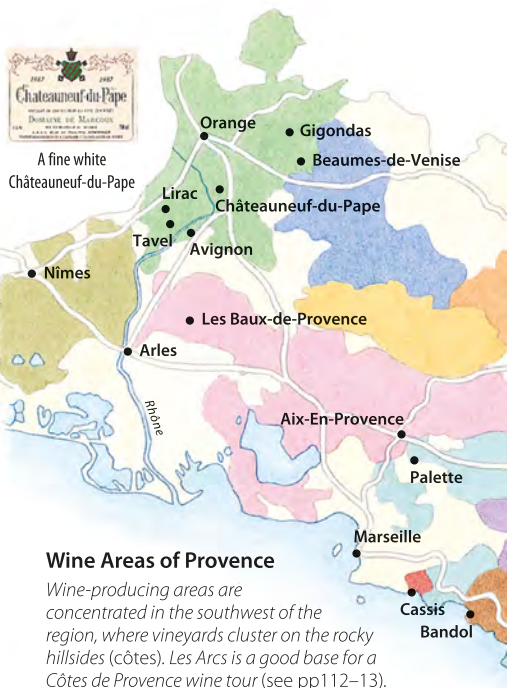 1987 1987
Chateauneuf-du-Pape
DOMAINE DE MARCOUX
A fine white
Châteauneuf-du-Pape
Orange
Gigondas
Beaumes-de-Venise
Lirac
Châteauneuf-du-Pape
Tavel
Avignon
Nîmes
Les Baux-de-Provence
Arles
Rhône
Aix-En-Provence
Palette
Marseille
Cassis
Bandol
Wine Areas of Provence
Wine-producing areas are
concentrated in the southwest of the
region, where vineyards cluster on the rocky
hillsides (côtes). Les Arcs is a good base for a
Côtes de Provence wine tour (see pp112–13).